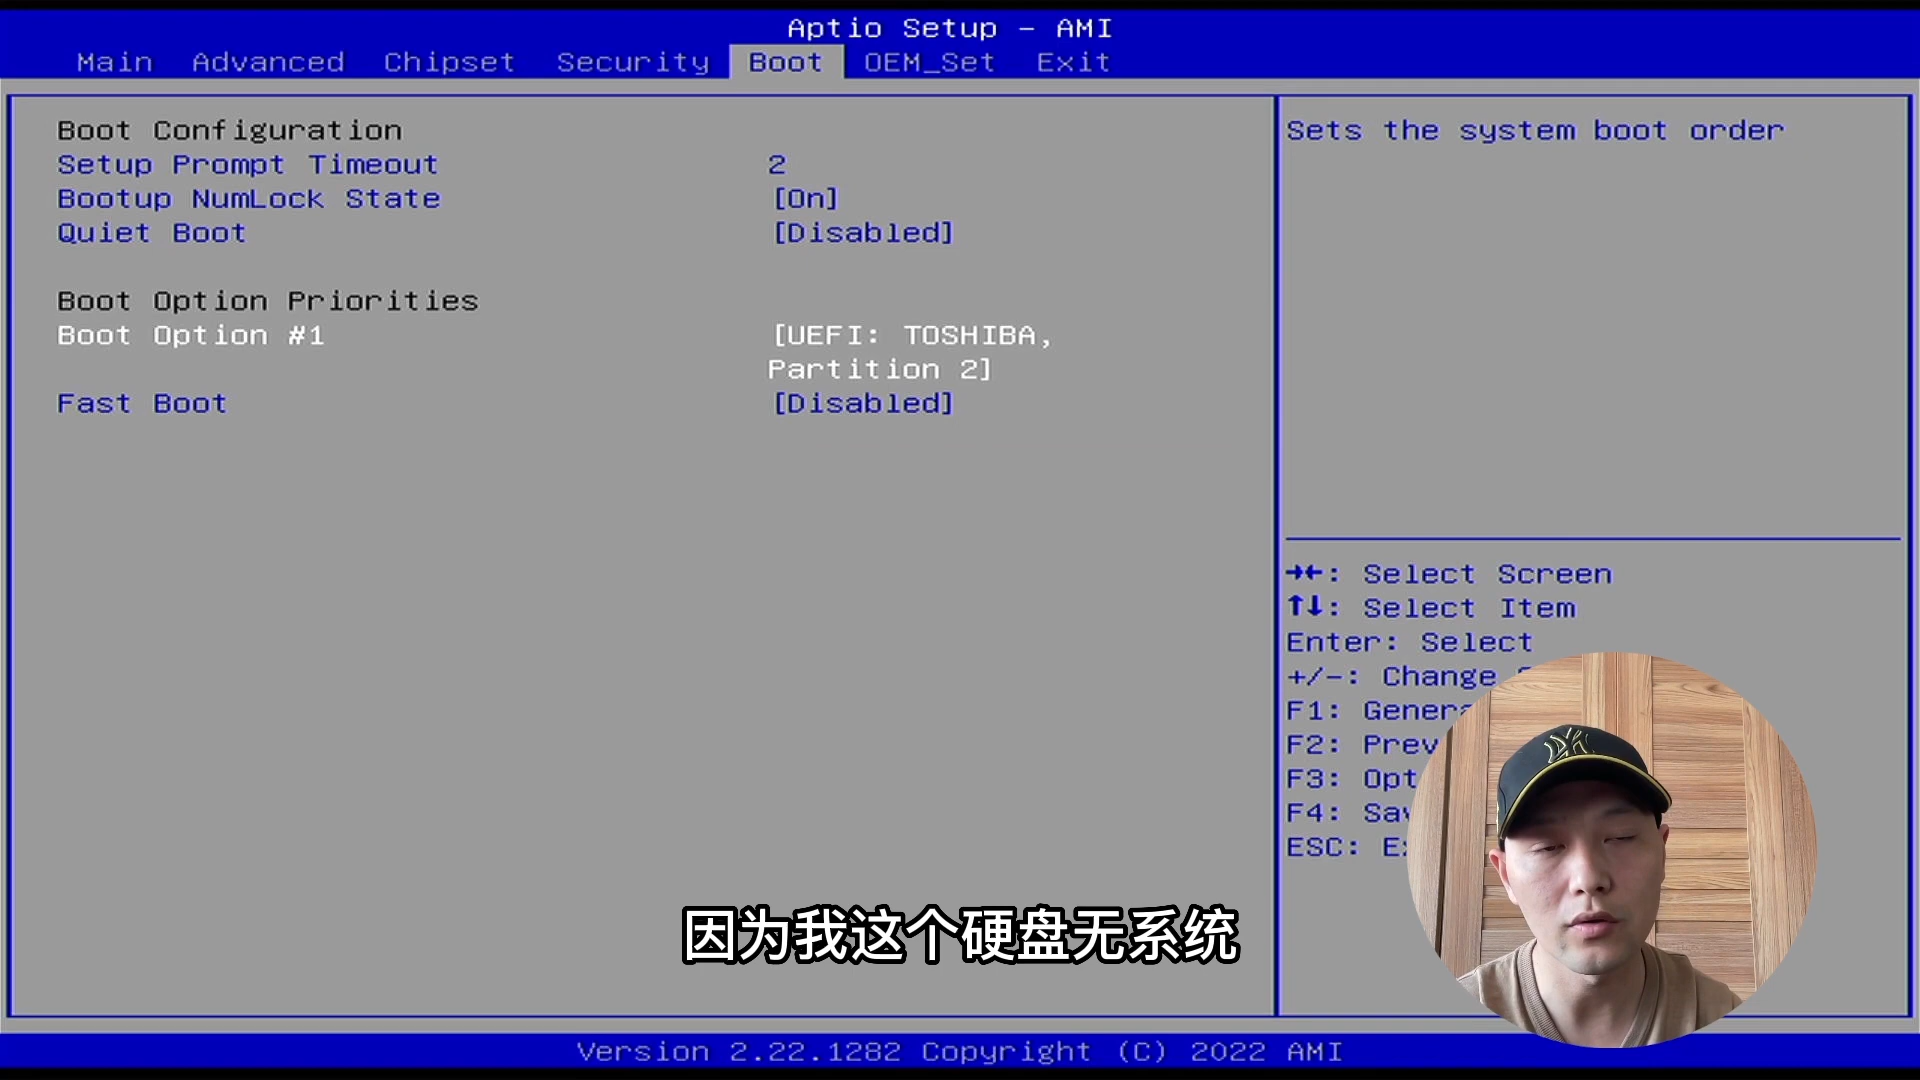 Aptio Setup – AMI
Main Advanced Chipset Security Boot OEM_Set Exit
Boot Configuration
Setup Prompt Timeout 2
Bootup NumLock State [On]
Quiet Boot [Disabled]
Boot Option Priorities
Boot Option #1 [UEFI: TOSHIBA,
Partition 2]
Fast Boot [Disabled]
Sets the system boot order
→←: Select Screen
↑↓: Select Item
Enter: Select
+/-: Change
F1:
F2:
F3:
F4:
ESC:
因为我这个硬盘无系统
Version 2.22.1282 Copyright (C) 2022 AMI